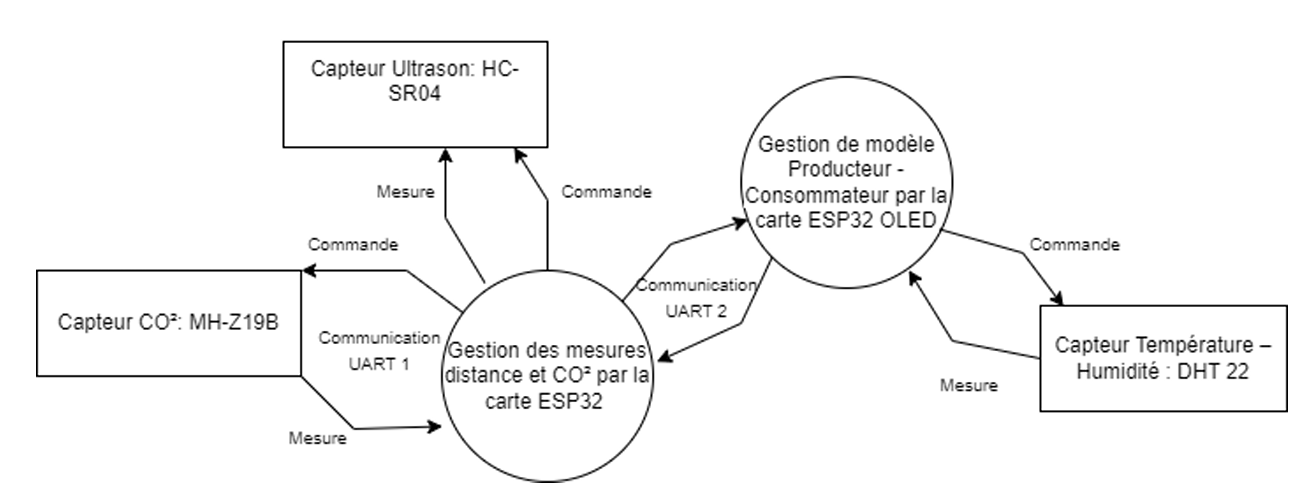 Capteur Ultrason: HC-
SR04
Mesure
Commande
Gestion de modèle
Producteur -
Consommateur par la
carte ESP32 OLED
Commande
Commande
Capteur CO²: MH-Z19B
Communication
UART 1
Mesure
Gestion des mesures
distance et CO² par la
carte ESP32
Communication
UART 2
Capteur Température –
Humidité : DHT 22
Mesure